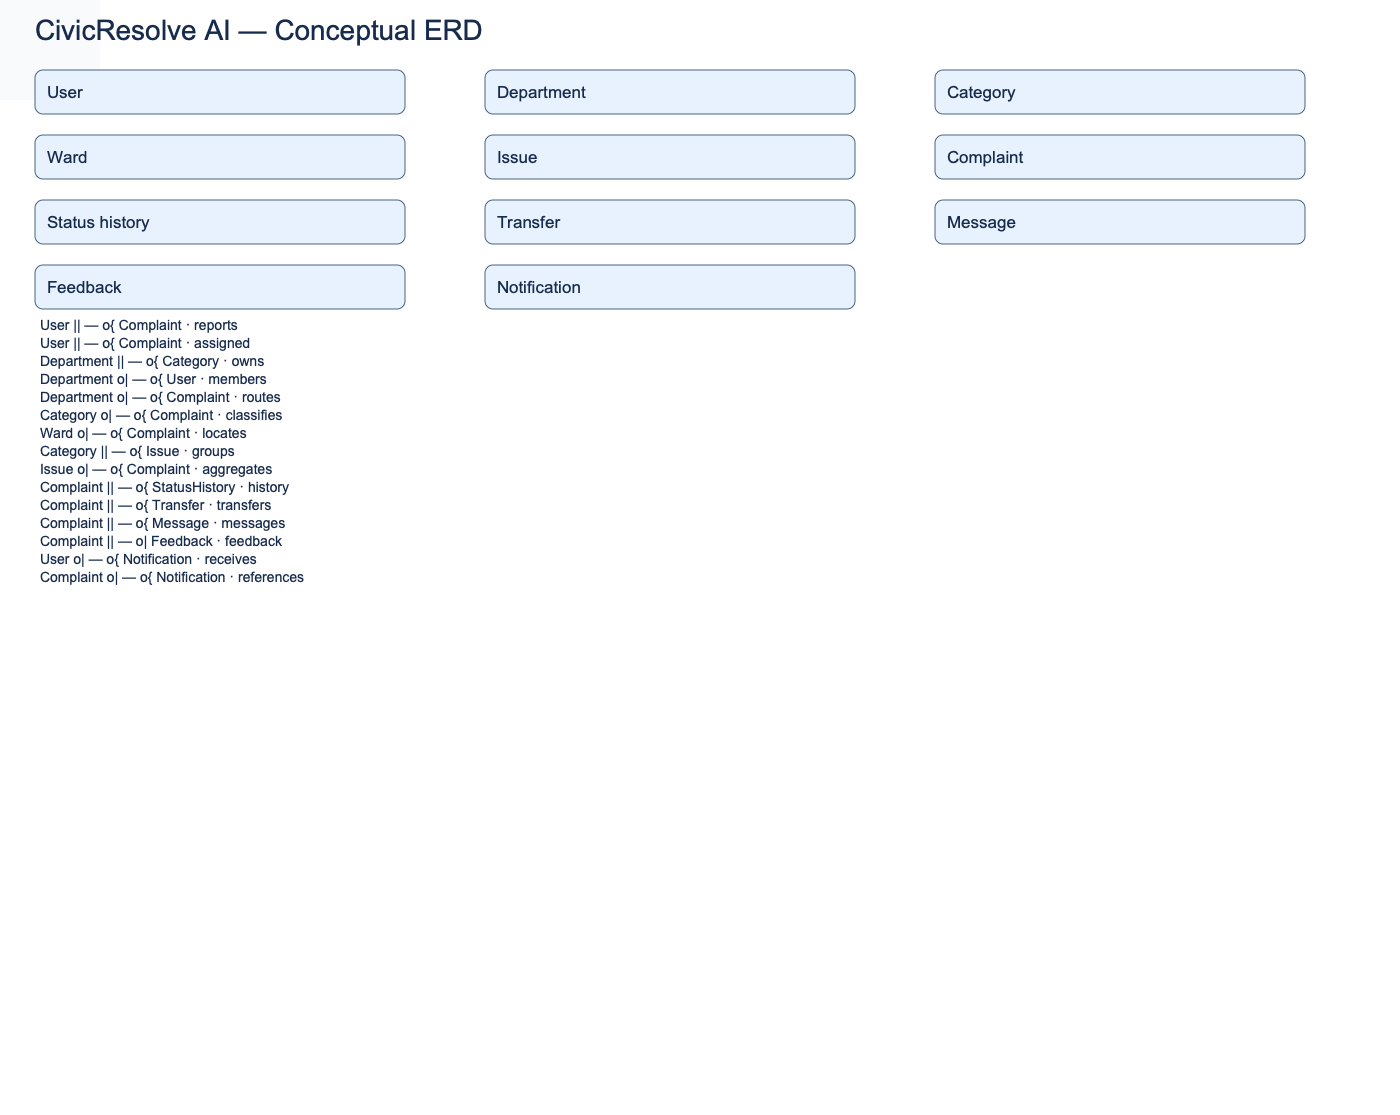 CivicResolve AI — Conceptual ERD
User
Department
Category
Ward
Issue
Complaint
Status history
Transfer
Message
Feedback
Notification
User || — o{ Complaint · reports
User || — o{ Complaint · assigned
Department || — o{ Category · owns
Department o| — o{ User · members
Department o| — o{ Complaint · routes
Category o| — o{ Complaint · classifies
Ward o| — o{ Complaint · locates
Category || — o{ Issue · groups
Issue o| — o{ Complaint · aggregates
Complaint || — o{ StatusHistory · history
Complaint || — o{ Transfer · transfers
Complaint || — o{ Message · messages
Complaint || — o| Feedback · feedback
User o| — o{ Notification · receives
Complaint o| — o{ Notification · references